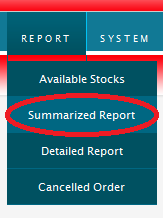 REPORT SYSTEM
Available Stocks
Summarized Report
Detailed Report
Cancelled Order